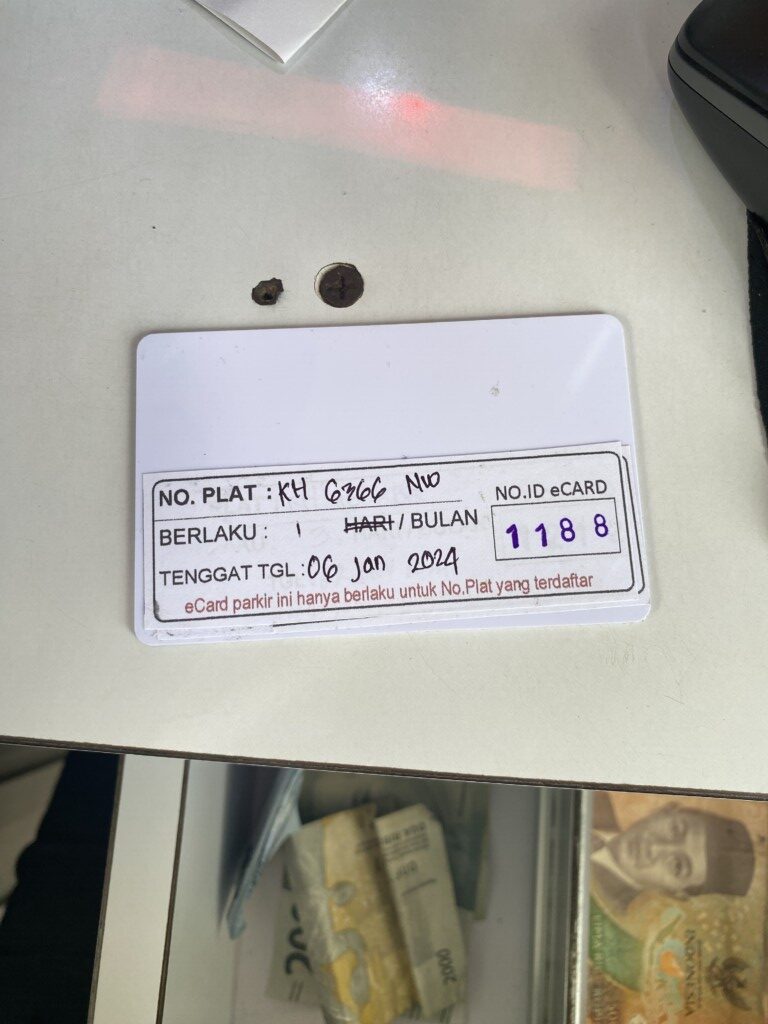 NO. PLAT : KH 6366 NW
NO.ID eCARD
BERLAKU : 1 HARI / BULAN
1188
TENGGAT TGL : 06 Jan 2024
eCard parkir ini hanya berlaku untuk No.Plat yang terdaftar
2000
INDONESIA